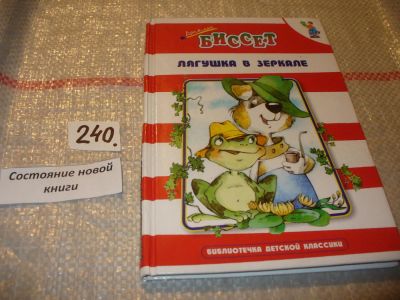 БИССЕТ
ЛЯГУШКА В ЗЕРКАЛЕ
240.
Состояние новой
книги
БИБЛИОТЕЧКА ДЕТСКОЙ КЛАССИКИ